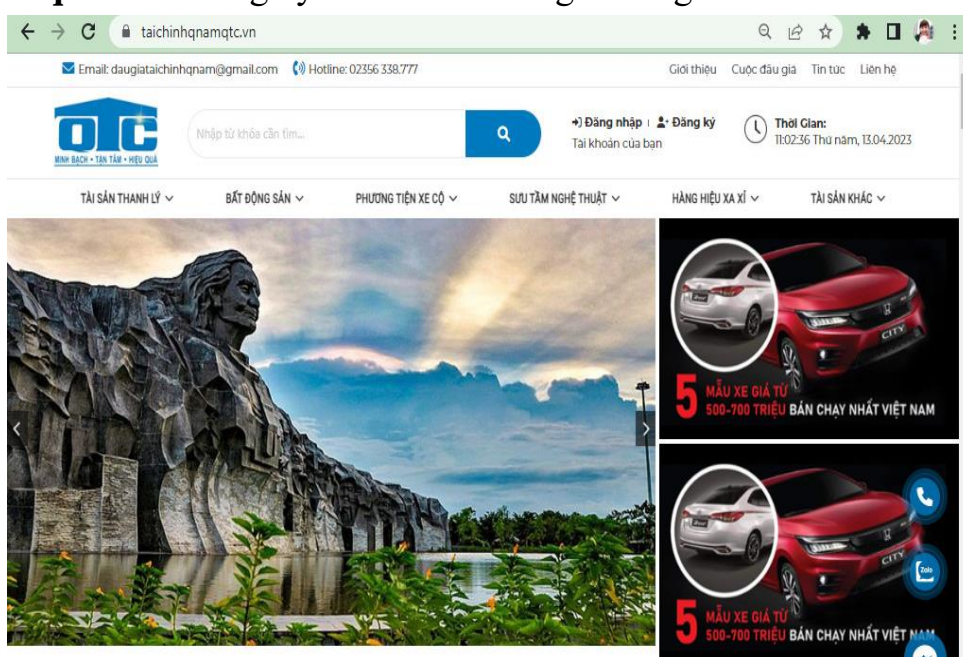 taichinhqnamqtc.vn
Email: daugiataichinhqnam@gmail.com Hotline: 02356 338.777
Giới thiệu Cuộc đấu giá Tin tức Liên hệ
QTC
MINH BẠCH • TẬN TÂM • HIỆU QUẢ
Nhập từ khóa cần tìm...
Đăng nhập | Đăng ký
Tài khoản của bạn
Thời Gian:
11:02:36 Thứ năm, 13.04.2023
TÀI SẢN THANH LÝ
BẤT ĐỘNG SẢN
PHƯƠNG TIỆN XE CỘ
SƯU TẦM NGHỆ THUẬT
HÀNG HIỆU XA XỈ
TÀI SẢN KHÁC
CITY
5 MẪU XE GIÁ TỪ
500-700 TRIỆU BÁN CHẠY NHẤT VIỆT NAM
CITY
Zalo
5 MẪU XE GIÁ TỪ
500-700 TRIỆU BÁN CHẠY NHẤT VIỆT NAM